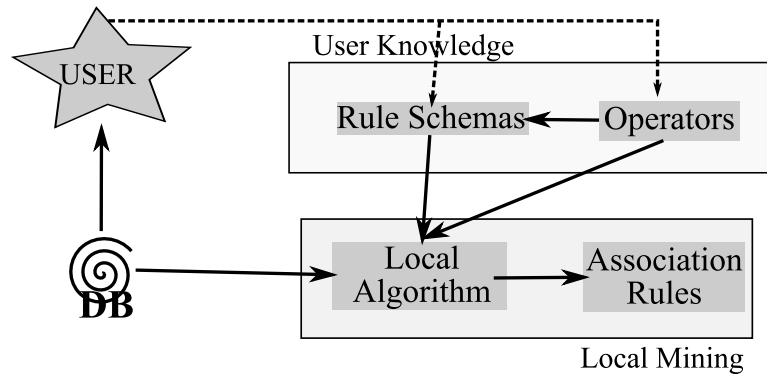 USER
User Knowledge
Rule Schemas
Operators
DB
Local
Algorithm
Association
Rules
Local Mining